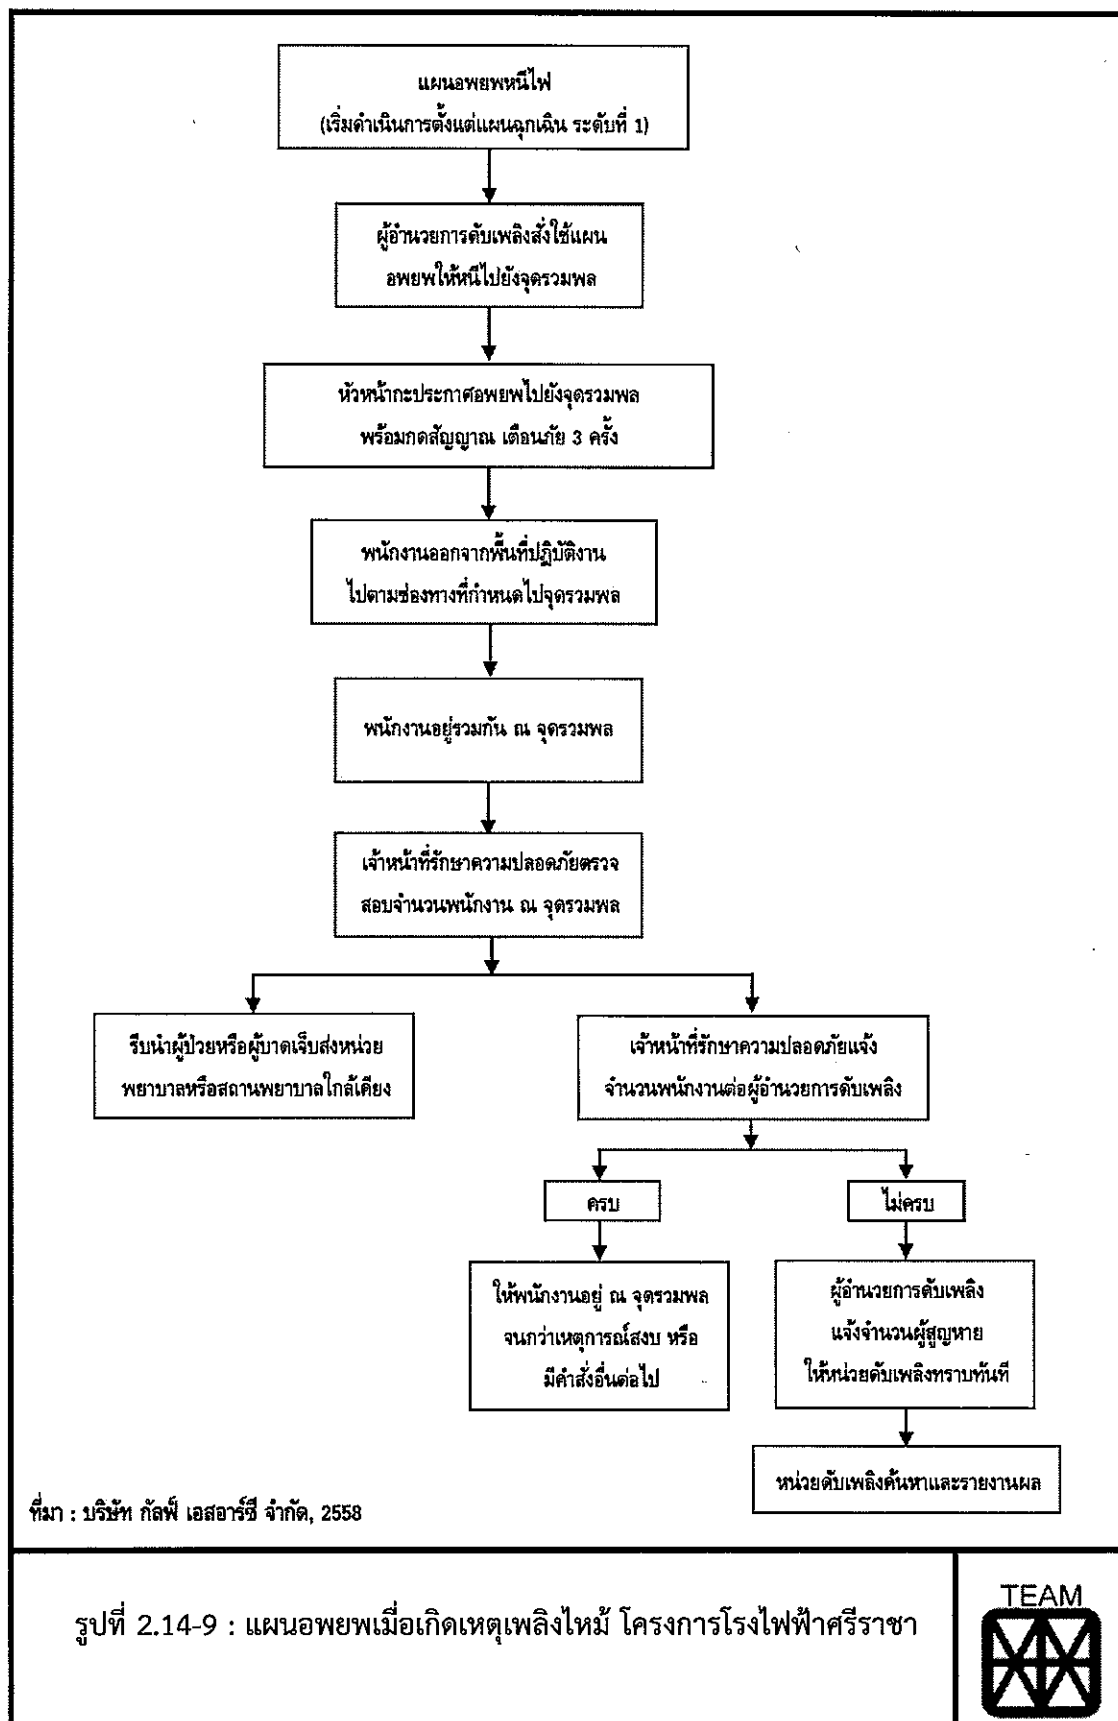 แผนอพยพหนีไฟ
(เริ่มดำเนินการตั้งแต่แผนฉุกเฉิน ระดับที่ 1)
ผู้อำนวยการดับเพลิงสั่งใช้แผน
อพยพให้หนีไปยังจุดรวมพล
หัวหน้ากะประกาศอพยพไปยังจุดรวมพล
พร้อมกดสัญญาณ เตือนภัย 3 ครั้ง
พนักงานออกจากพื้นที่ปฏิบัติงาน
ไปตามช่องทางที่กำหนดไปจุดรวมพล
พนักงานอยู่รวมกัน ณ จุดรวมพล
เจ้าหน้าที่รักษาความปลอดภัยตรวจ
สอบจำนวนพนักงาน ณ จุดรวมพล
รีบนำผู้ป่วยหรือผู้บาดเจ็บส่งหน่วย
พยาบาลหรือสถานพยาบาลใกล้เคียง
เจ้าหน้าที่รักษาความปลอดภัยแจ้ง
จำนวนพนักงานต่อผู้อำนวยการดับเพลิง
ครบ
ไม่ครบ
ให้พนักงานอยู่ ณ จุดรวมพล
จนกว่าเหตุการณ์สงบ หรือ
มีคำสั่งอื่นต่อไป
ผู้อำนวยการดับเพลิง
แจ้งจำนวนผู้สูญหาย
ให้หน่วยดับเพลิงทราบทันที
หน่วยดับเพลิงค้นหาและรายงานผล
ที่มา : บริษัท กัลฟ์ เอสอาร์ซี จำกัด, 2558
รูปที่ 2.14-9 : แผนอพยพเมื่อเกิดเหตุเพลิงไหม้ โครงการโรงไฟฟ้าศรีราชา
TEAM